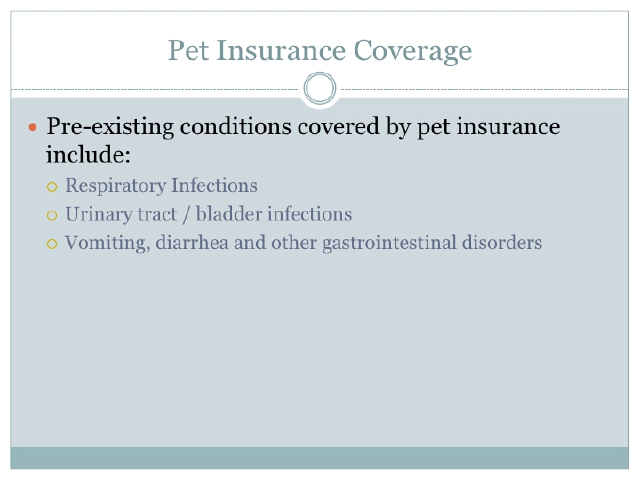 Pet Insurance Coverage
Pre-existing conditions covered by pet insurance
include:
Respiratory Infections
Urinary tract / bladder infections
Vomiting, diarrhea and other gastrointestinal disorders